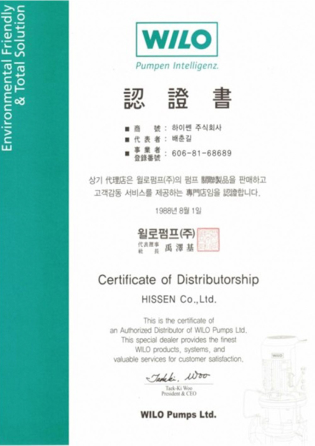 Environmental Friendly
& Total Solution
WILO
Pumpen Intelligenz.
認 證 書
■ 商 號 : 하이쎈 주식회사
■ 代 表 者 : 배춘길
■ 事 業 者
登錄番號 : 606-81-68689
상기 代理店은 윌로펌프(주)의 펌프 關聯製品을 판매하고
고객감동 서비스를 제공하는 專門店임을 認證합니다.
1988년 8월 1일
윌로펌프(주)
代表理事
社 長 禹 澤 基
Certificate of Distributorship
HISSEN Co.,Ltd.
This is the certificate of
an Authorized Distributor of WILO Pumps Ltd.
This special dealer provides the finest
WILO products, systems, and
valuable services for customer satisfaction.
Taek-Ki Woo
President & CEO
WILO Pumps Ltd.